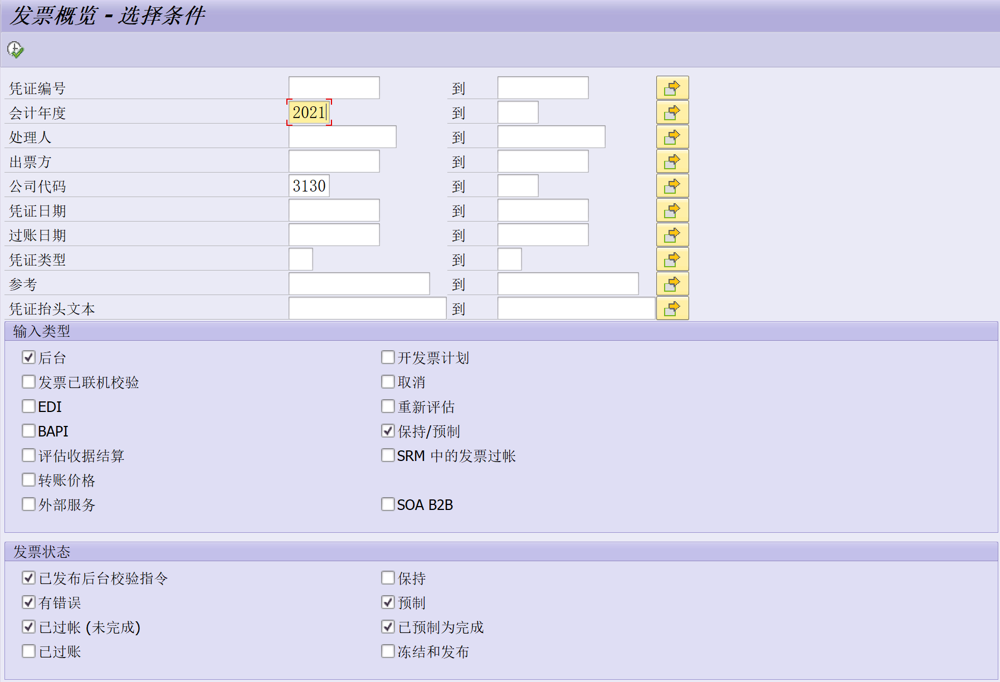 发票概览 - 选择条件
凭证编号 到
会计年度 2021 到
处理人 到
出票方 到
公司代码 3130 到
凭证日期 到
过账日期 到
凭证类型 到
参考 到
凭证抬头文本 到
输入类型
后台 开发票计划
发票已联机校验 取消
EDI 重新评估
BAPI 保持/预制
评估收据结算 SRM 中的发票过帐
转账价格
外部服务 SOA B2B
发票状态
已发布后台校验指令 保持
有错误 预制
已过帐 (未完成) 已预制为完成
已过账 冻结和发布